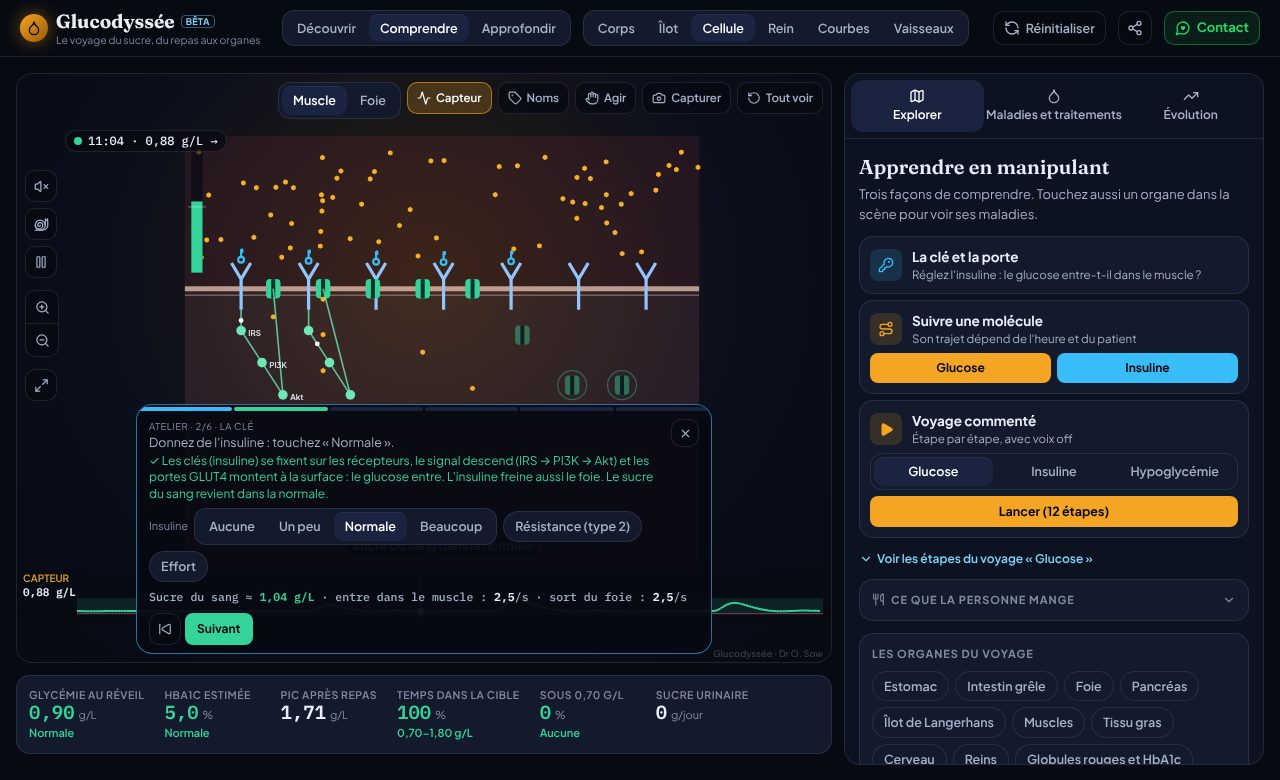 Glucodyssée BÊTA
Le voyage du sucre, du repas aux organes
Découvrir Comprendre Approfondir
Corps Îlot Cellule Rein Courbes Vaisseaux
Réinitialiser
Contact
Muscle Foie
Capteur
Noms
Agir
Capturer
Tout voir
11:04 · 0,88 g/L →
IRS
PI3K
Akt
ATELIER · 2/6 · LA CLÉ
Donnez de l'insuline : touchez « Normale ».
✓ Les clés (insuline) se fixent sur les récepteurs, le signal descend (IRS → PI3K → Akt) et les
portes GLUT4 montent à la surface : le glucose entre. L'insuline freine aussi le foie. Le sucre
du sang revient dans la normale.
Insuline Aucune Un peu Normale Beaucoup Résistance (type 2)
Sucre du sang dans la normale
Effort
Sucre du sang ≈ 1,04 g/L · entre dans le muscle : 2,5/s · sort du foie : 2,5/s
Suivant
CAPTEUR
0,88 g/L
Glucodyssée · Dr O. Sow
GLYCÉMIE AU RÉVEIL
0,90 g/L
Normale
HBA1C ESTIMÉE
5,0 %
Normale
PIC APRÈS REPAS
1,71 g/L
TEMPS DANS LA CIBLE
100 %
0,70–1,80 g/L
SOUS 0,70 G/L
0 %
Aucune
SUCRE URINAIRE
0 g/jour
Explorer
Maladies et traitements
Évolution
Apprendre en manipulant
Trois façons de comprendre. Touchez aussi un organe dans la
scène pour voir ses maladies.
La clé et la porte
Réglez l'insuline : le glucose entre-t-il dans le muscle ?
Suivre une molécule
Son trajet dépend de l'heure et du patient
Glucose Insuline
Voyage commenté
Étape par étape, avec voix off
Glucose Insuline Hypoglycémie
Lancer (12 étapes)
Voir les étapes du voyage « Glucose »
CE QUE LA PERSONNE MANGE
LES ORGANES DU VOYAGE
Estomac Intestin grêle Foie Pancréas
Îlot de Langerhans Muscles Tissu gras
Cerveau Reins Globules rouges et HbA1c